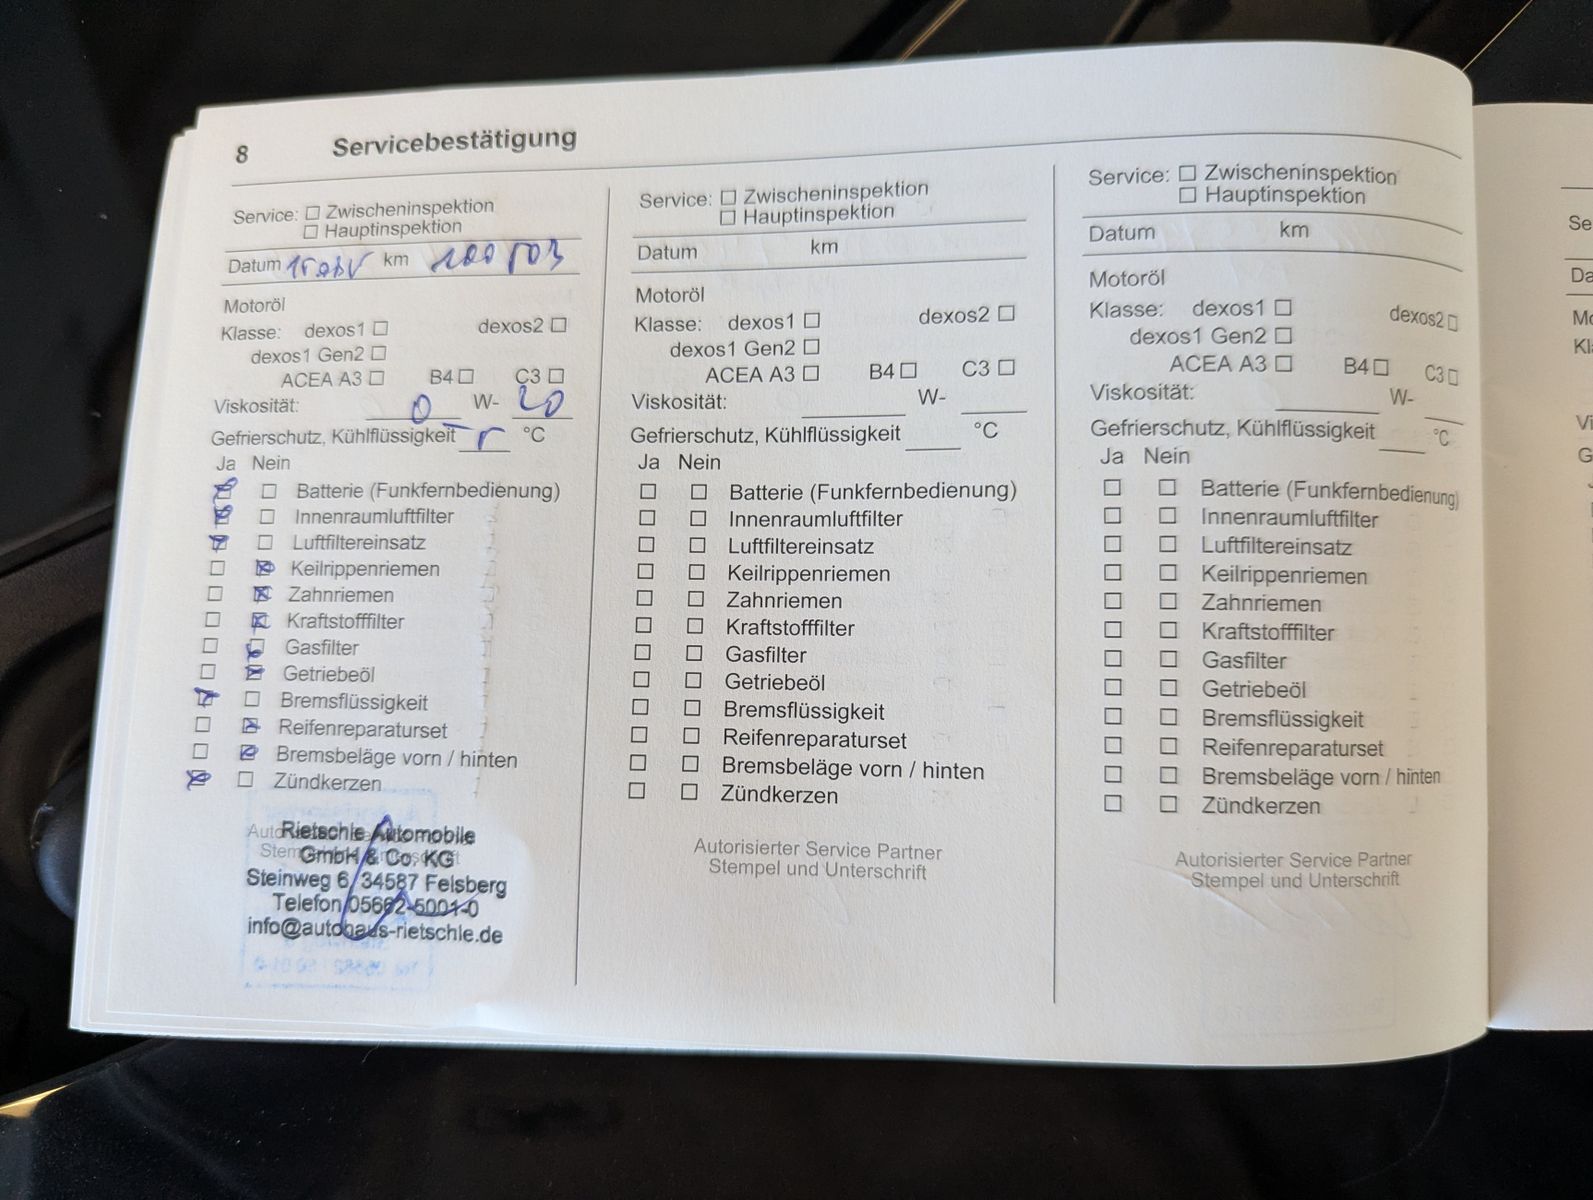 8 Servicebestätigung
Service: Zwischeninspektion
Hauptinspektion
Datum km 100 503
Motoröl
Klasse: dexos1 dexos2
dexos1 Gen2
ACEA A3 B4 C3
Viskosität: 0 W- 20
Gefrierschutz, Kühlflüssigkeit °C
Ja Nein
Batterie (Funkfernbedienung)
Innenraumluftfilter
Luftfiltereinsatz
Keilrippenriemen
Zahnriemen
Kraftstofffilter
Gasfilter
Getriebeöl
Bremsflüssigkeit
Reifenreparaturset
Bremsbeläge vorn / hinten
Zündkerzen
Rietschle Automobile
GmbH & Co. KG
Steinweg 6 34587 Felsberg
Telefon 05662-5001-0
info@autohaus-rietschle.de
Service: Zwischeninspektion
Hauptinspektion
Datum km
Motoröl
Klasse: dexos1 dexos2
dexos1 Gen2
ACEA A3 B4 C3
Viskosität: W-
Gefrierschutz, Kühlflüssigkeit °C
Ja Nein
Batterie (Funkfernbedienung)
Innenraumluftfilter
Luftfiltereinsatz
Keilrippenriemen
Zahnriemen
Kraftstofffilter
Gasfilter
Getriebeöl
Bremsflüssigkeit
Reifenreparaturset
Bremsbeläge vorn / hinten
Zündkerzen
Autorisierter Service Partner
Stempel und Unterschrift
Service: Zwischeninspektion
Hauptinspektion
Datum km
Motoröl
Klasse: dexos1 dexos2
dexos1 Gen2
ACEA A3 B4 C3
Viskosität: W-
Gefrierschutz, Kühlflüssigkeit °C
Ja Nein
Batterie (Funkfernbedienung)
Innenraumluftfilter
Luftfiltereinsatz
Keilrippenriemen
Zahnriemen
Kraftstofffilter
Gasfilter
Getriebeöl
Bremsflüssigkeit
Reifenreparaturset
Bremsbeläge vorn / hinten
Zündkerzen
Autorisierter Service Partner
Stempel und Unterschrift